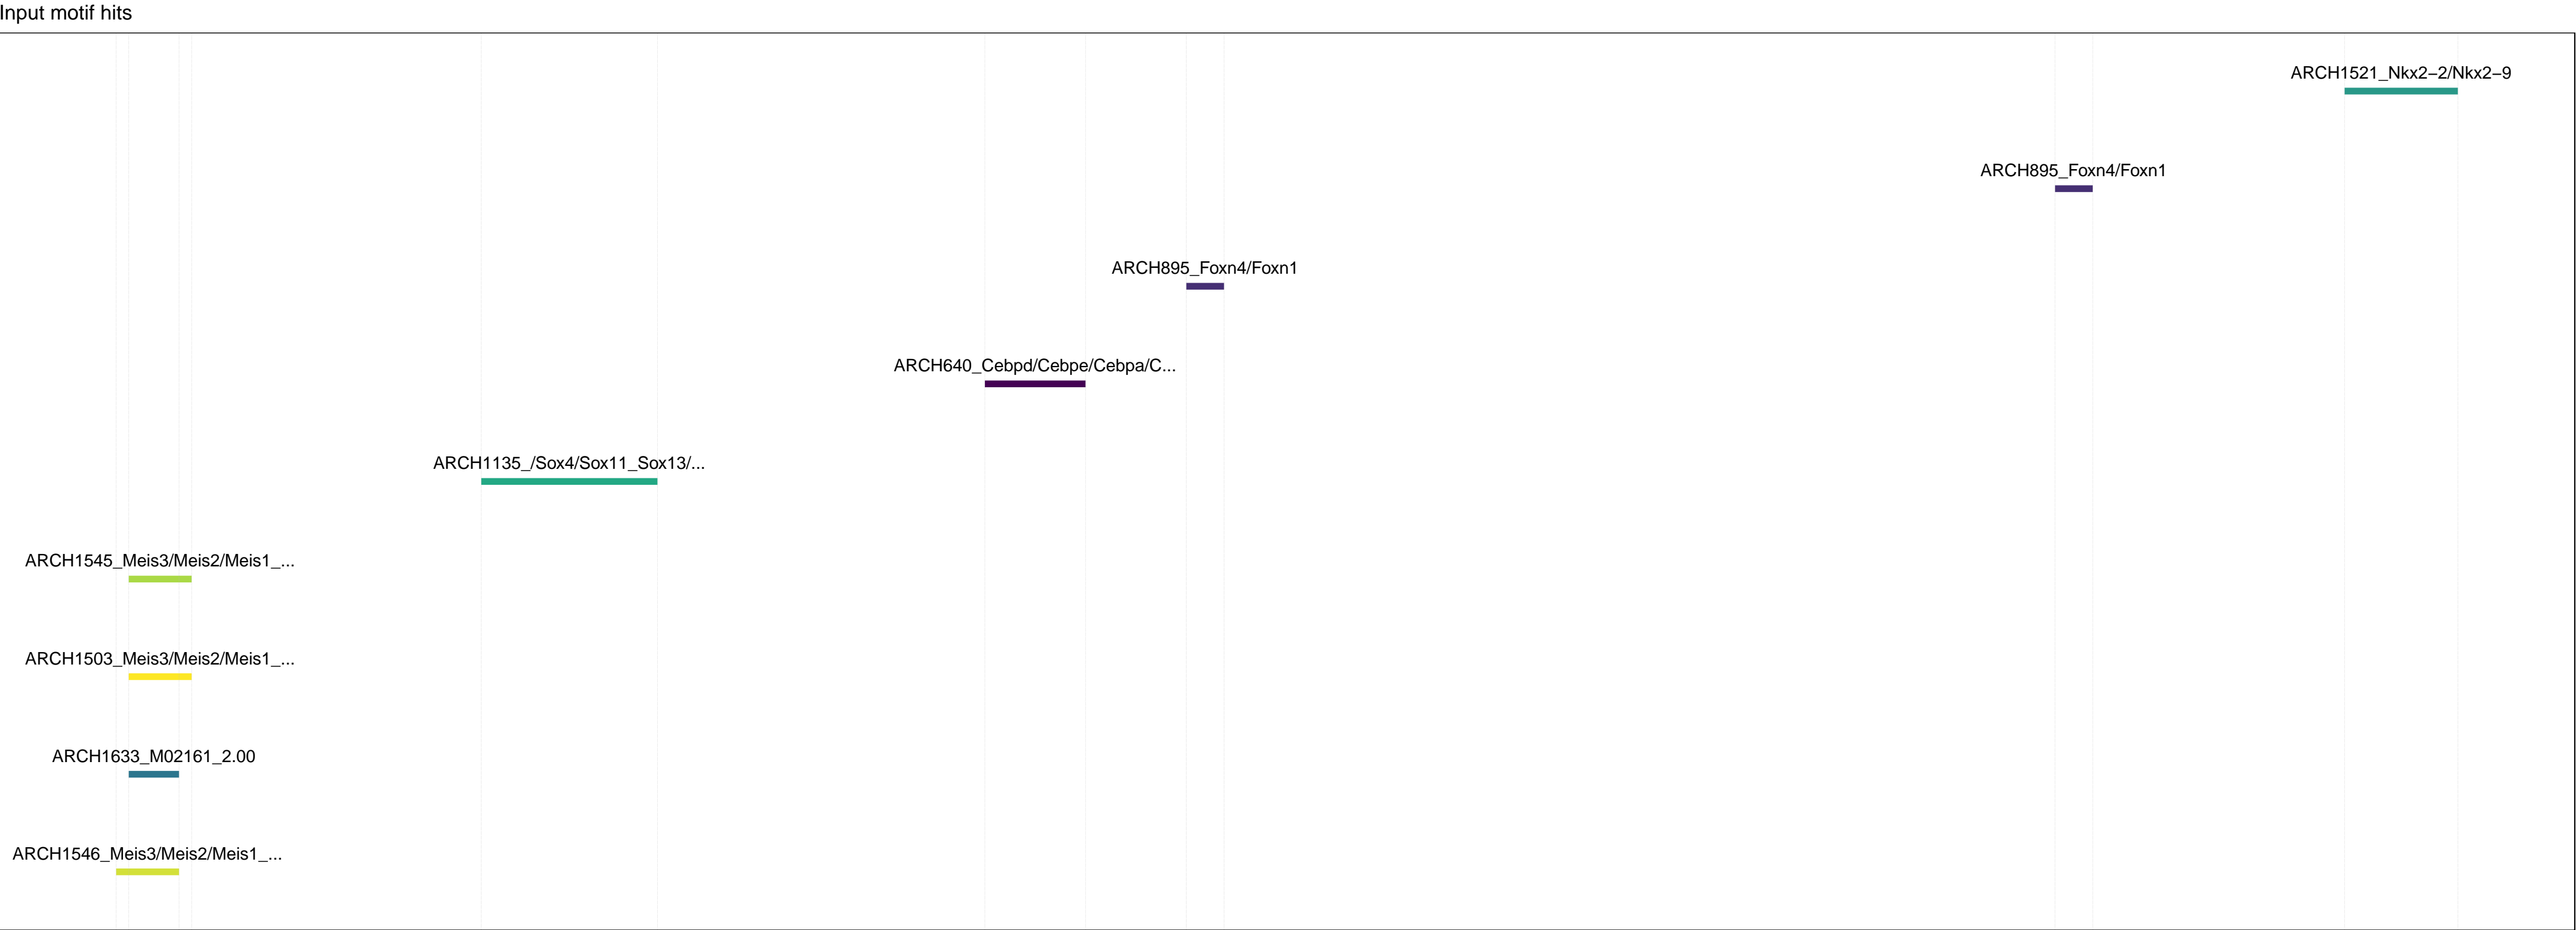 Input motif hits
ARCH1521_Nkx2−2/Nkx2−9
ARCH895_Foxn4/Foxn1
ARCH895_Foxn4/Foxn1
ARCH640_Cebpd/Cebpe/Cebpa/C...
ARCH1135_/Sox4/Sox11_Sox13/...
ARCH1545_Meis3/Meis2/Meis1_...
ARCH1503_Meis3/Meis2/Meis1_...
ARCH1633_M02161_2.00
ARCH1546_Meis3/Meis2/Meis1_...